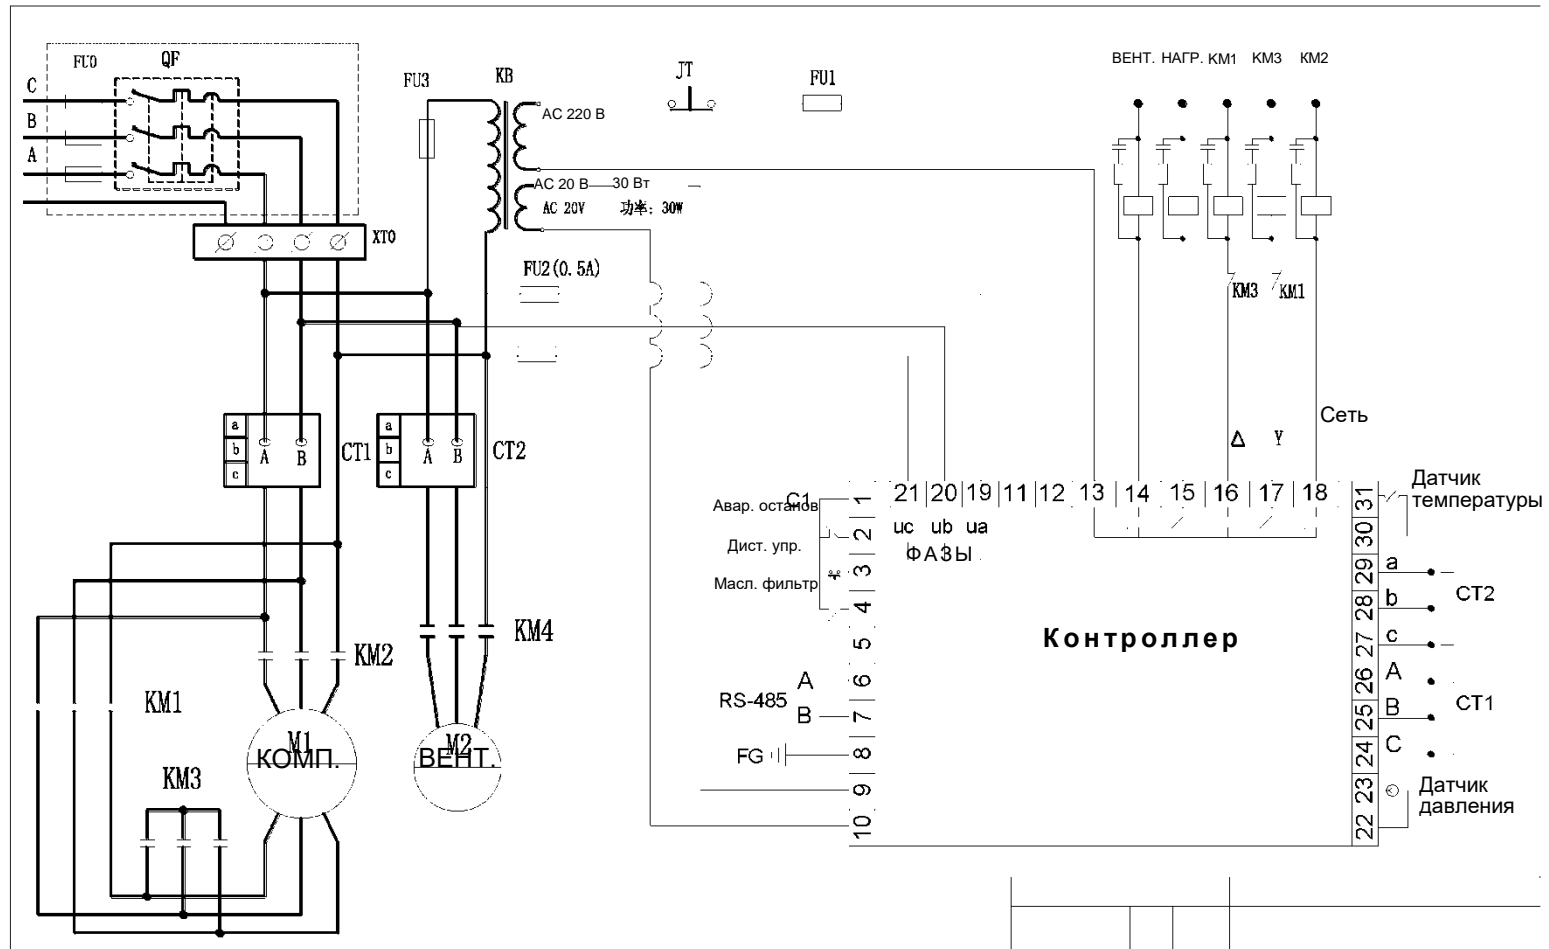 FU0 QF
C
B
A
XT0
FU3 KB
AC 220 В
AC 20 В 30 Вт
AC 20V 功率: 30W
FU2(0.5A)
JT FU1
ВЕНТ. НАГР. KM1 KM3 KM2
KM3 KM1
Δ Y Сеть
a
b A B CT1
c
a
b A B CT2
c
KM2
KM4
KM1
KM3
M1
КОМП.
M2
ВЕНТ.
C1
Авар. останов
Дист. упр.
Масл. фильтр
RS-485 A
B
FG
1
2
3
4
5
6
7
8
9
10
21 20 19 11 12 13 14 15 16 17 18
uc ub ua
ФАЗЫ
Контроллер
31
30
29 a
28 b
27 c
26 A
25 B
24 C
23
22
Датчик
температуры
CT2
CT1
Датчик
давления